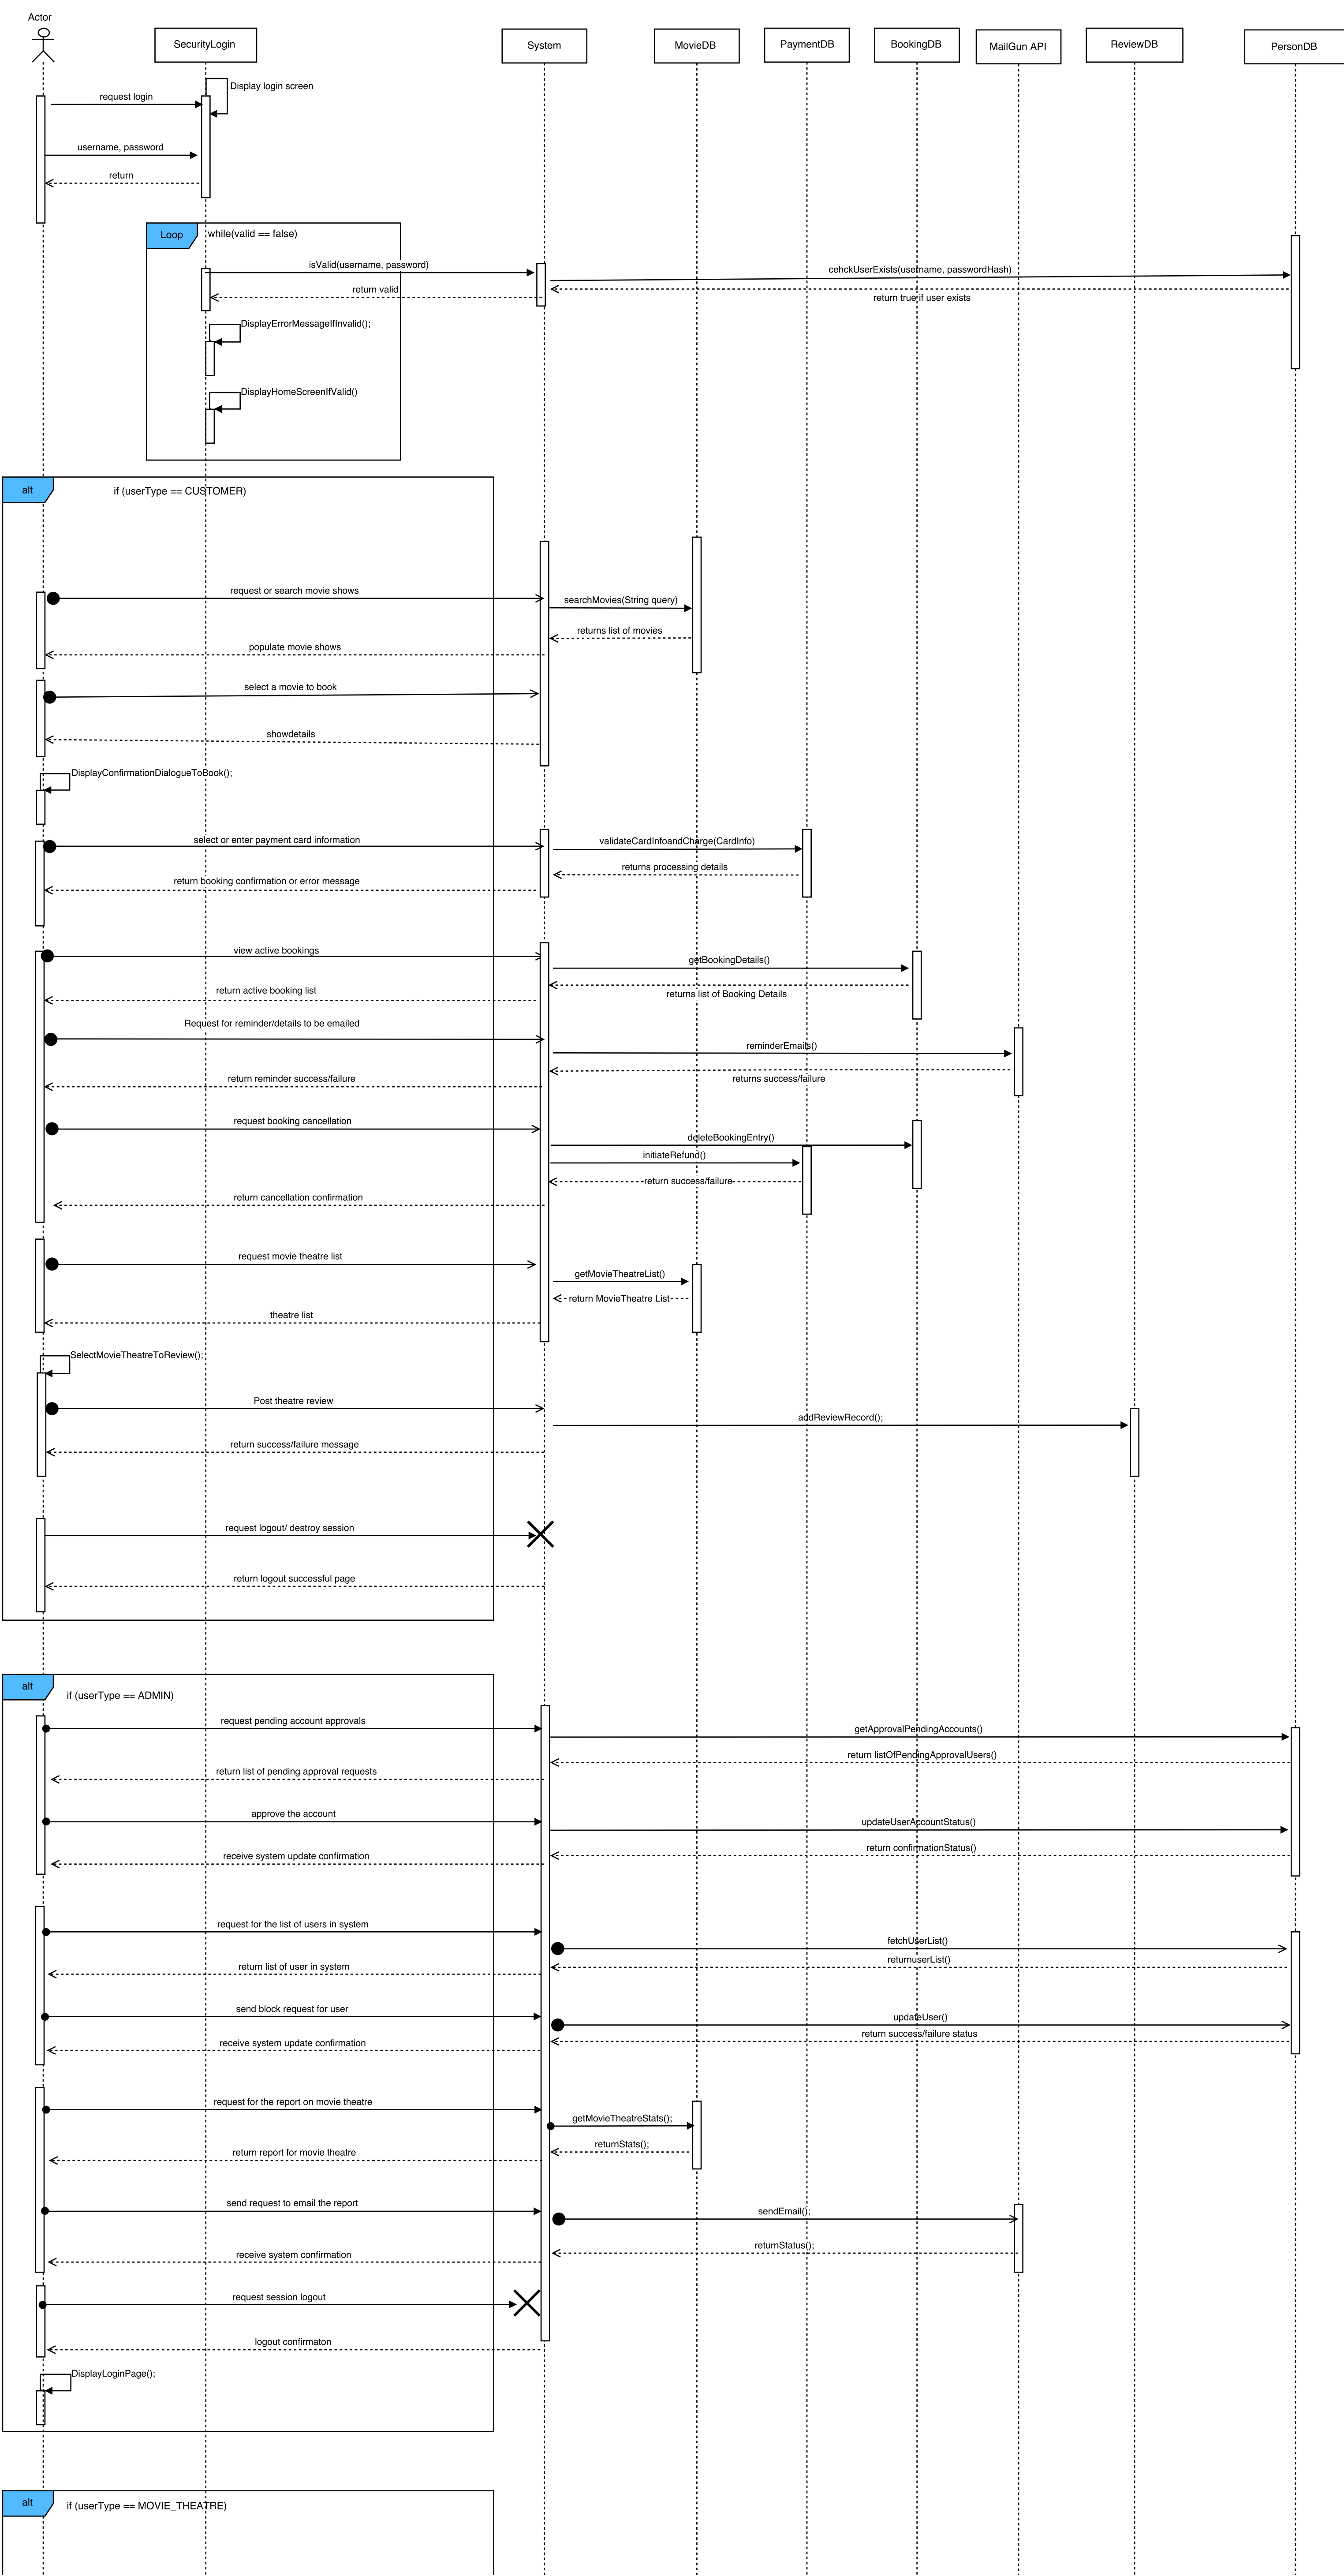 Actor
SecurityLogin
System
MovieDB
PaymentDB
BookingDB
MailGun API
ReviewDB
PersonDB
Display login screen
request login
username, password
return
Loop
while(valid == false)
isValid(username, password)
cehckUserExists(username, passwordHash)
return valid
return true if user exists
DisplayErrorMessageIfInvalid();
DisplayHomeScreenIfValid()
alt
if (userType == CUSTOMER)
request or search movie shows
searchMovies(String query)
returns list of movies
populate movie shows
select a movie to book
showdetails
DisplayConfirmationDialogueToBook();
select or enter payment card information
validateCardInfoandCharge(CardInfo)
returns processing details
return booking confirmation or error message
view active bookings
getBookingDetails()
return active booking list
returns list of Booking Details
Request for reminder/details to be emailed
reminderEmails()
return reminder success/failure
returns success/failure
request booking cancellation
deleteBookingEntry()
initiateRefund()
return success/failure
return cancellation confirmation
request movie theatre list
getMovieTheatreList()
return MovieTheatre List
theatre list
SelectMovieTheatreToReview();
Post theatre review
addReviewRecord();
return success/failure message
request logout/ destroy session
return logout successful page
alt
if (userType == ADMIN)
request pending account approvals
getApprovalPendingAccounts()
return listOfPendingApprovalUsers()
return list of pending approval requests
approve the account
updateUserAccountStatus()
return confirmationStatus()
receive system update confirmation
request for the list of users in system
fetchUserList()
returnuserList()
return list of user in system
send block request for user
updateUser()
return success/failure status
receive system update confirmation
request for the report on movie theatre
getMovieTheatreStats();
returnStats();
return report for movie theatre
send request to email the report
sendEmail();
returnStatus();
receive system confirmation
request session logout
logout confirmaton
DisplayLoginPage();
alt
if (userType == MOVIE_THEATRE)